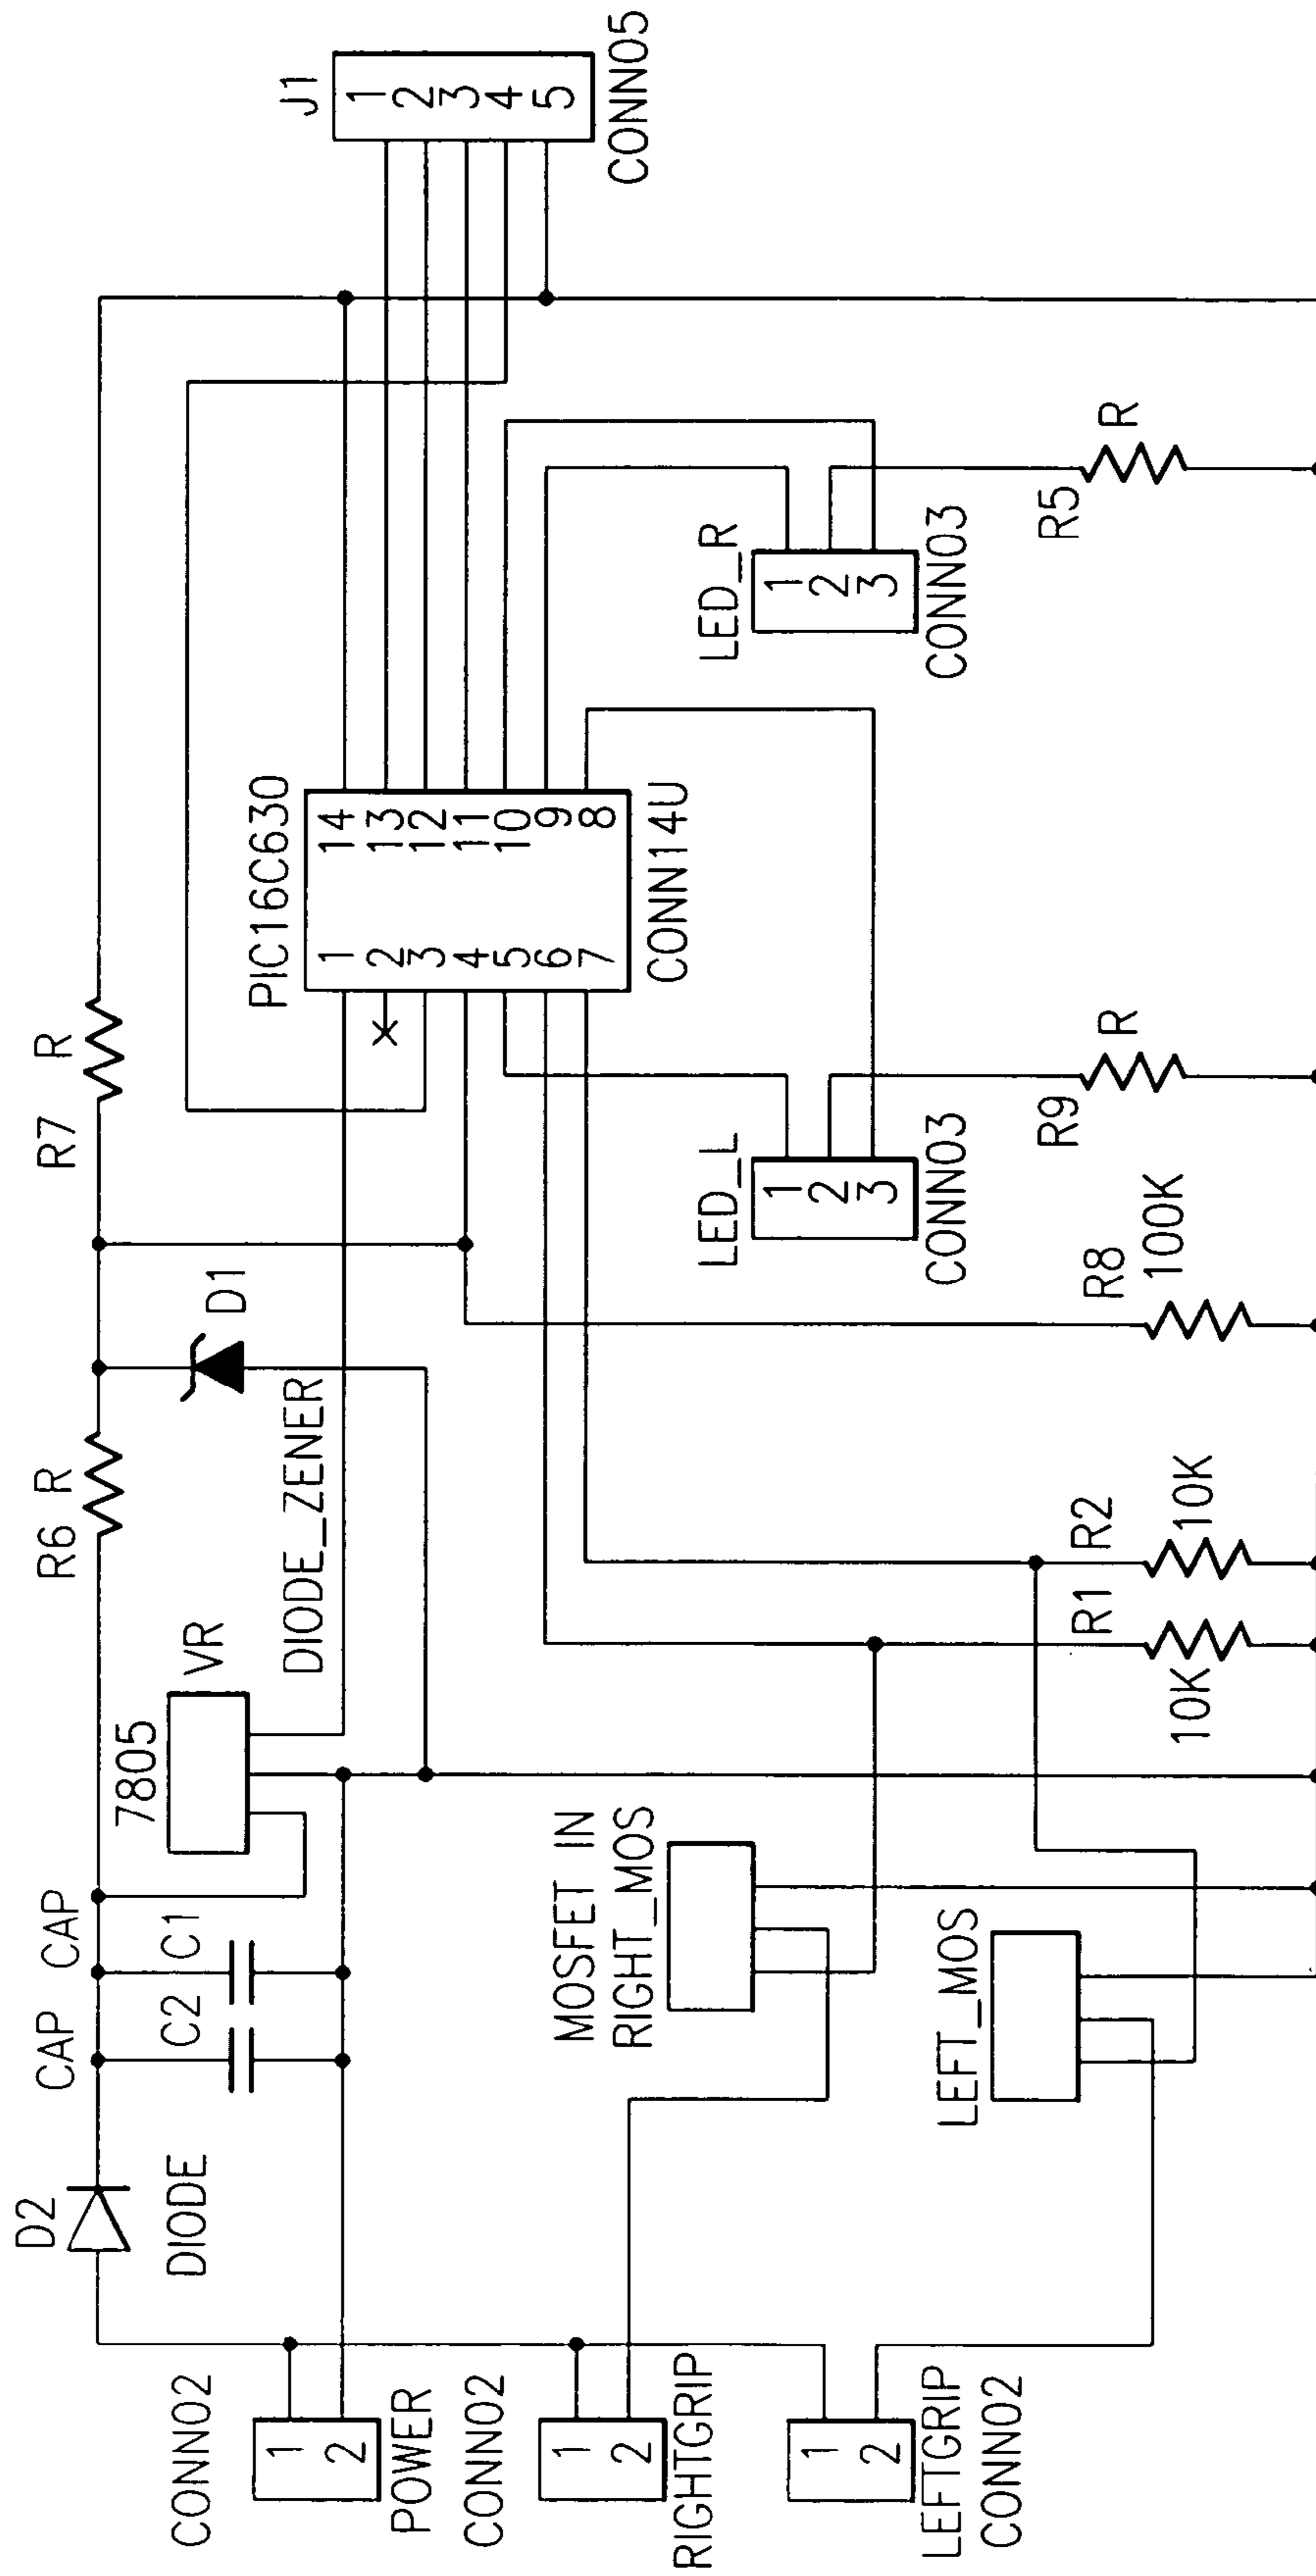 CONN02
1
2
POWER
CONN02
1
2
RIGHTGRIP
1
2
LEFTGRIP
CONN02
D2
DIODE
CAP
C2
CAP
C1
7805
VR
R6 R
DIODE_ZENER
D1
R7 R
MOSFET IN
RIGHT_MOS
LEFT_MOS
R1
10K
R2
10K
R8
100K
PIC16C630
1 14
2 13
3 12
4 11
5 10
6 9
7 8
CONN14U
LED_L
1
2
3
CONN03
R9 R
LED_R
1
2
3
CONN03
R5 R
J1
1
2
3
4
5
CONN05